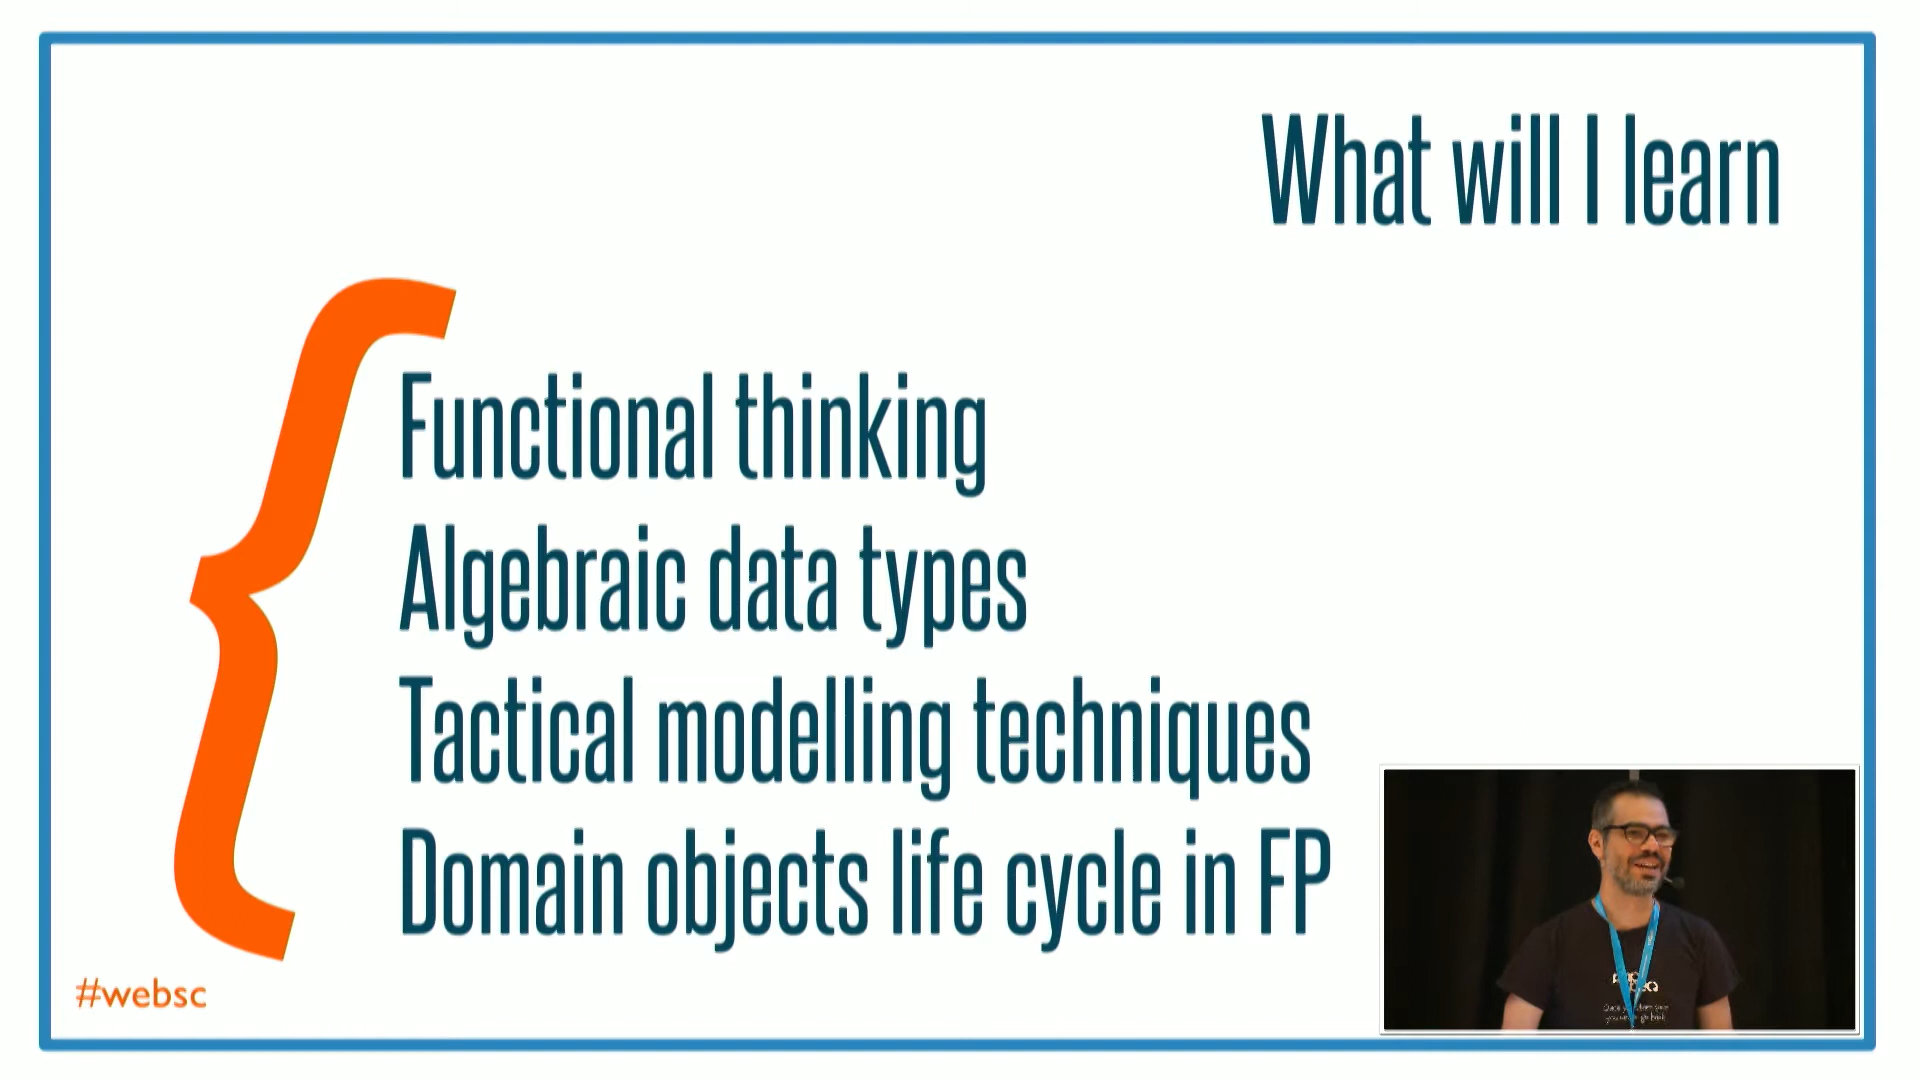 What will I learn
Functional thinking
Algebraic data types
Tactical modelling techniques
Domain objects life cycle in FP
#websc